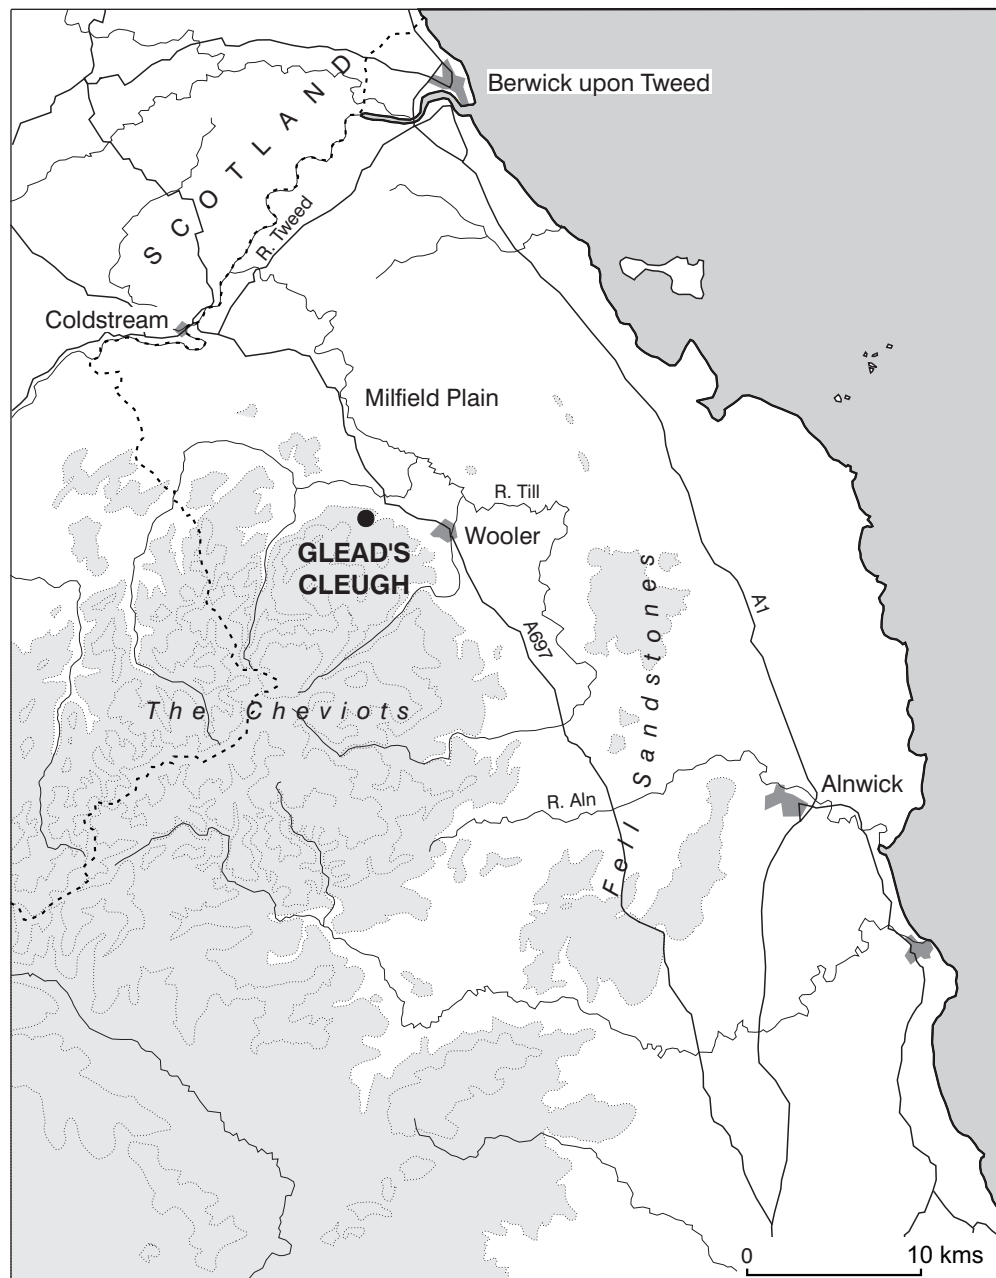 Berwick upon Tweed
SCOTLAND
R. Tweed
Coldstream
Milfield Plain
R. Till
Wooler
GLEAD'S
CLEUGH
A1
A697
Fell Sandstones
The Cheviots
Alnwick
R. Aln
0 10 kms